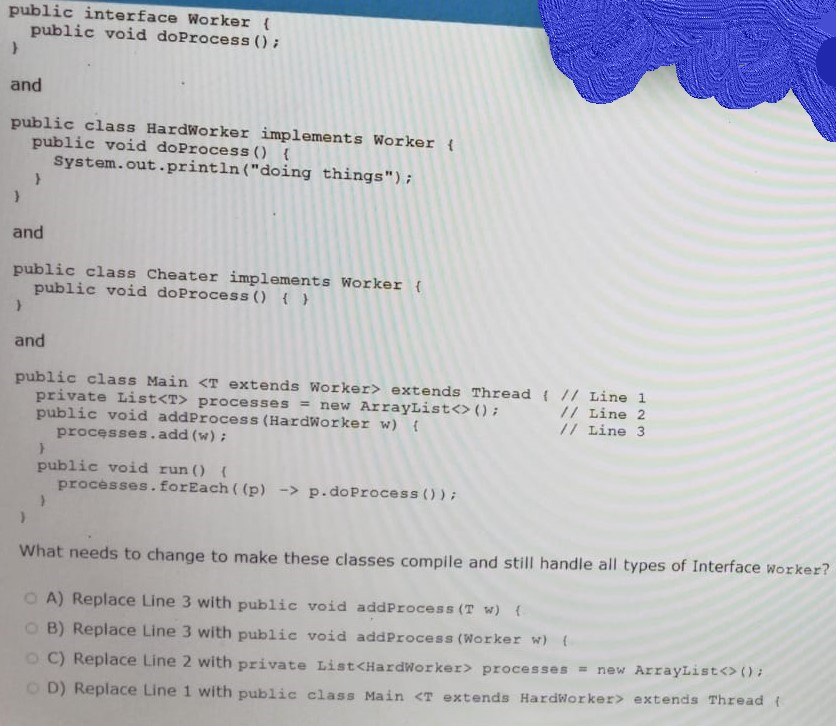 public interface Worker {
public void doProcess();
}
and
public class HardWorker implements Worker {
public void doProcess() {
System.out.println("doing things");
}
}
and
public class Cheater implements Worker {
public void doProcess() { }
}
and
public class Main <T extends Worker> extends Thread { // Line 1
private List<T> processes = new ArrayList<>(); // Line 2
public void addProcess(HardWorker w) { // Line 3
processes.add(w);
}
public void run() {
processes.forEach((p) -> p.doProcess());
}
}
What needs to change to make these classes compile and still handle all types of Interface Worker?
A) Replace Line 3 with public void addProcess(T w) {
B) Replace Line 3 with public void addProcess(Worker w) {
C) Replace Line 2 with private List<HardWorker> processes = new ArrayList<>();
D) Replace Line 1 with public class Main <T extends HardWorker> extends Thread {